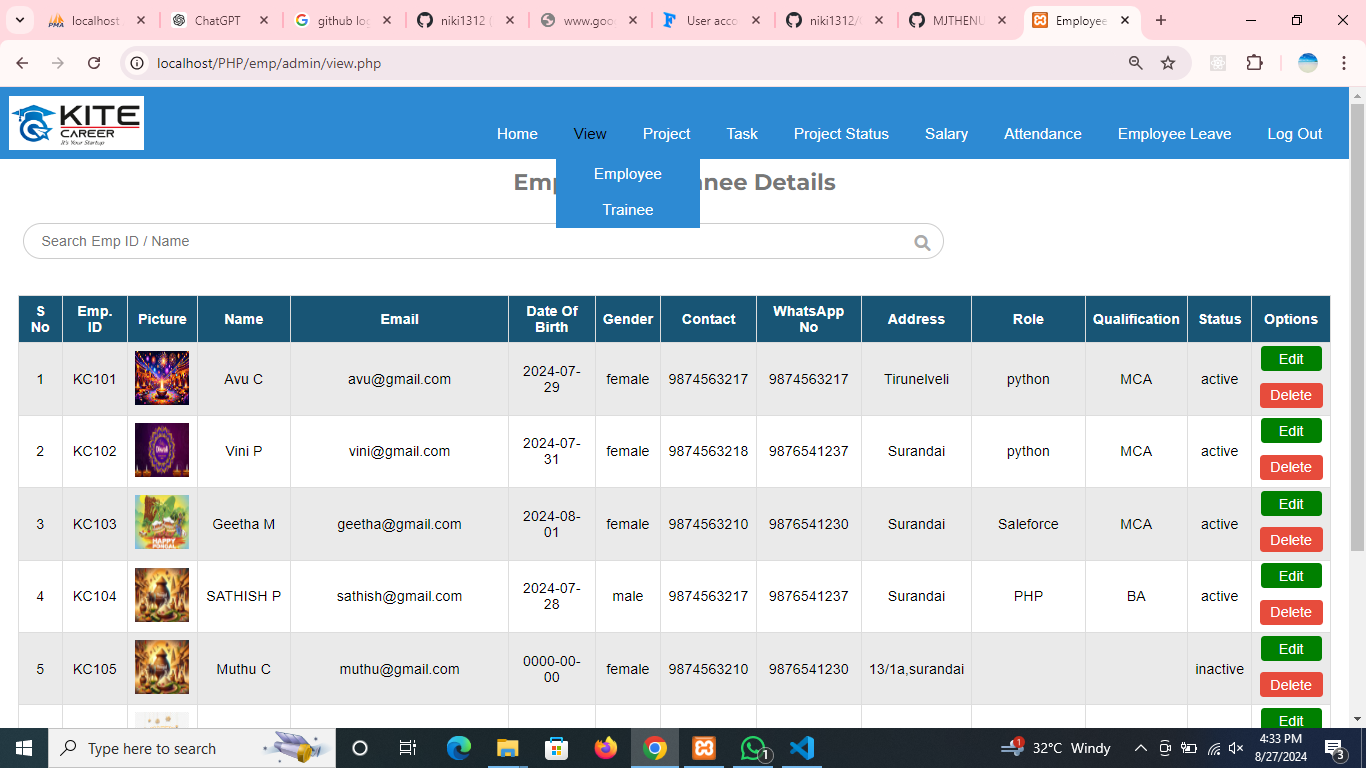 localhost
ChatGPT
github log
niki1312 (
www.goo
User acco
niki1312/
MJTHENU
Employee
localhost/PHP/emp/admin/view.php
KITE
CAREER
It's Your Startup
Home View Project Task Project Status Salary Attendance Employee Leave Log Out
Employee
Trainee
Emp nee Details
Search Emp ID / Name
S No Emp. ID Picture Name Email Date Of Birth Gender Contact WhatsApp No Address Role Qualification Status Options
1 KC101 Avu C avu@gmail.com 2024-07-29 female 9874563217 9874563217 Tirunelveli python MCA active Edit
Delete
2 KC102 Vini P vini@gmail.com 2024-07-31 female 9874563218 9876541237 Surandai python MCA active Edit
Delete
3 KC103 HAPPY PONGAL Geetha M geetha@gmail.com 2024-08-01 female 9874563210 9876541230 Surandai Saleforce MCA active Edit
Delete
4 KC104 SATHISH P sathish@gmail.com 2024-07-28 male 9874563217 9876541237 Surandai PHP BA active Edit
Delete
5 KC105 Muthu C muthu@gmail.com 0000-00-00 female 9874563210 9876541230 13/1a,surandai inactive Edit
Delete
Edit
Type here to search
1
1
32°C Windy
4:33 PM
8/27/2024
3